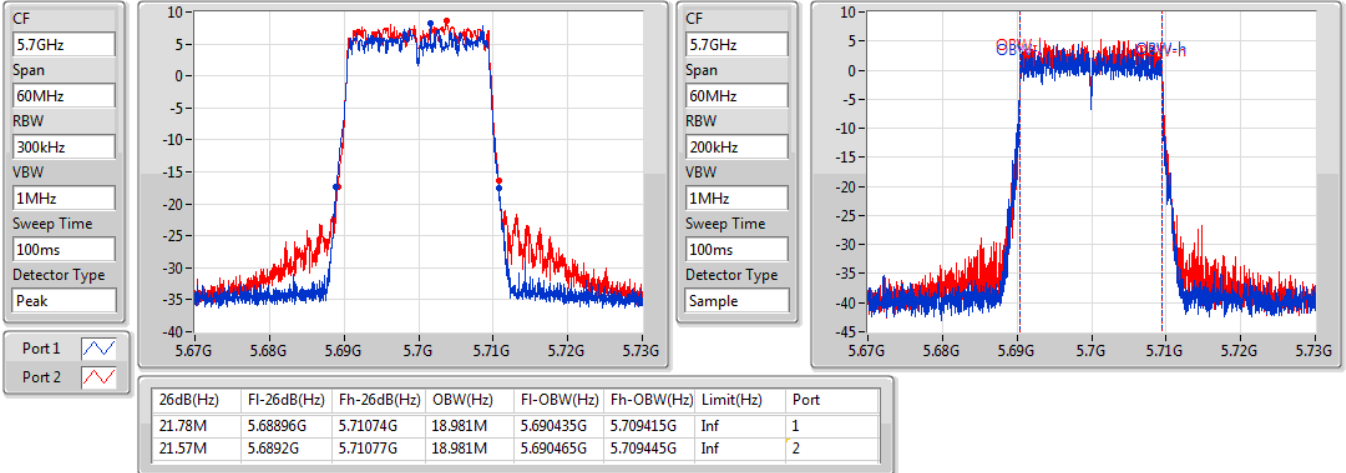 CF
5.7GHz
Span
60MHz
RBW
300kHz
VBW
1MHz
Sweep Time
100ms
Detector Type
Peak
10
5
0
-5
-10
-15
-20
-25
-30
-35
-40
5.67G 5.68G 5.69G 5.7G 5.71G 5.72G 5.73G
CF
5.7GHz
Span
60MHz
RBW
200kHz
VBW
1MHz
Sweep Time
100ms
Detector Type
Sample
10
5
0
-5
-10
-15
-20
-25
-30
-35
-40
-45
OBW-h
5.67G 5.68G 5.69G 5.7G 5.71G 5.72G 5.73G
Port 1
Port 2
26dB(Hz) Fl-26dB(Hz) Fh-26dB(Hz) OBW(Hz) Fl-OBW(Hz) Fh-OBW(Hz) Limit(Hz) Port
21.78M 5.68896G 5.71074G 18.981M 5.690435G 5.709415G Inf 1
21.57M 5.6892G 5.71077G 18.981M 5.690465G 5.709445G Inf 2